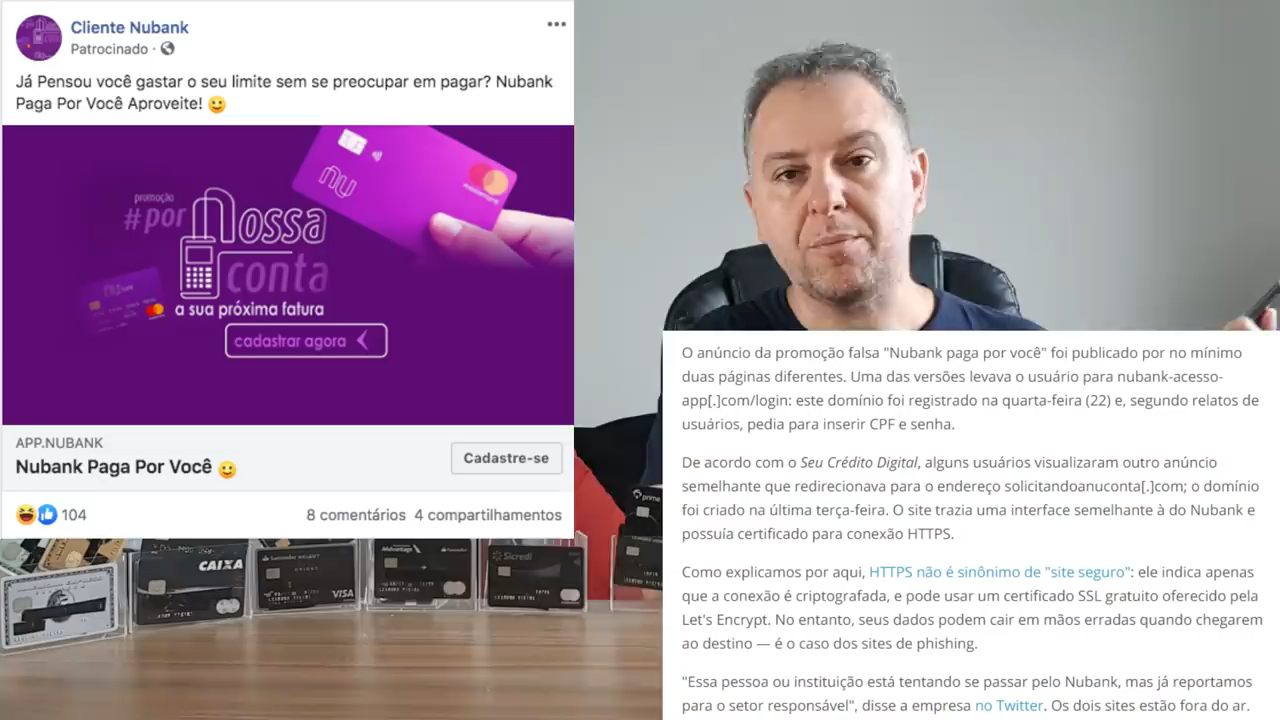 Cliente Nubank
Patrocinado ·
Já Pensou você gastar o seu limite sem se preocupar em pagar? Nubank
Paga Por Você Aproveite! 😀
nu
mastercard
promoção
#por Nossa
conta
a sua próxima fatura
cadastrar agora
APP.NUBANK
Nubank Paga Por Você 😀
Cadastre-se
104
8 comentários 4 compartilhamentos
CAIXA
Santander
VISA
AAdvantage
Sicredi
prime
O anúncio da promoção falsa "Nubank paga por você" foi publicado por no mínimo
duas páginas diferentes. Uma das versões levava o usuário para nubank-acesso-
app[.]com/login: este domínio foi registrado na quarta-feira (22) e, segundo relatos de
usuários, pedia para inserir CPF e senha.
De acordo com o Seu Crédito Digital, alguns usuários visualizaram outro anúncio
semelhante que redirecionava para o endereço solicitandoanuconta[.]com; o domínio
foi criado na última terça-feira. O site trazia uma interface semelhante à do Nubank e
possuía certificado para conexão HTTPS.
Como explicamos por aqui, HTTPS não é sinônimo de "site seguro": ele indica apenas
que a conexão é criptografada, e pode usar um certificado SSL gratuito oferecido pela
Let's Encrypt. No entanto, seus dados podem cair em mãos erradas quando chegarem
ao destino — é o caso dos sites de phishing.
"Essa pessoa ou instituição está tentando se passar pelo Nubank, mas já reportamos
para o setor responsável", disse a empresa no Twitter. Os dois sites estão fora do ar.